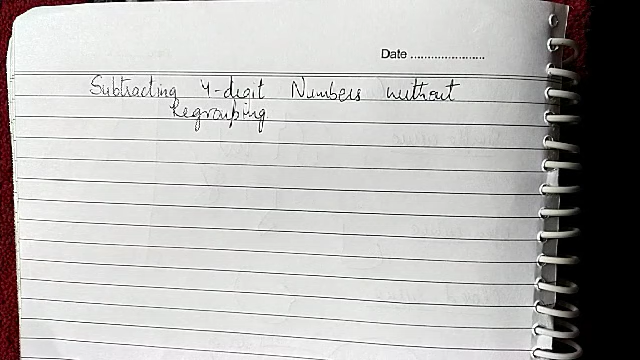 Date ........................
Subtracting 4-digit Numbers without
Regrouping